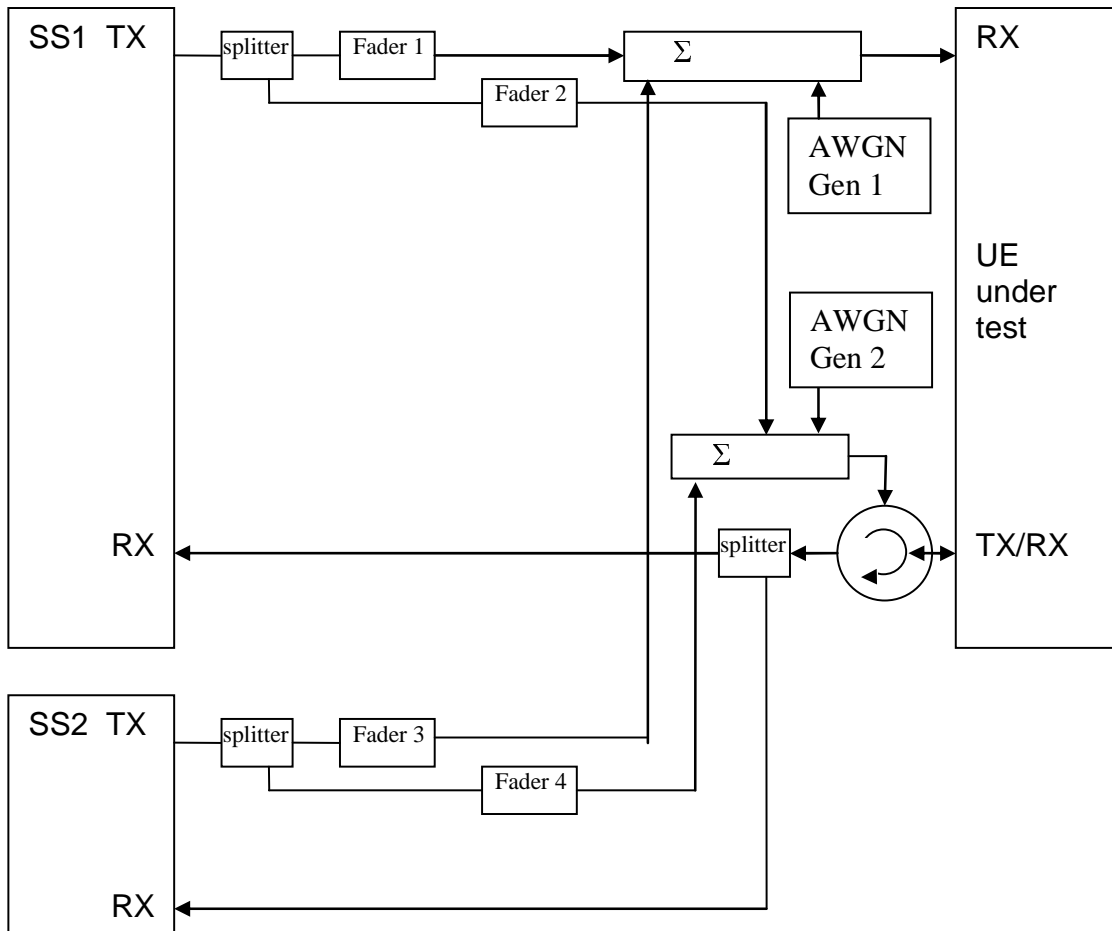 SS1 TX
splitter
Fader 1
Σ
RX
Fader 2
AWGN
Gen 1
UE
under
test
AWGN
Gen 2
Σ
RX
splitter
TX/RX
SS2 TX
splitter
Fader 3
Fader 4
RX